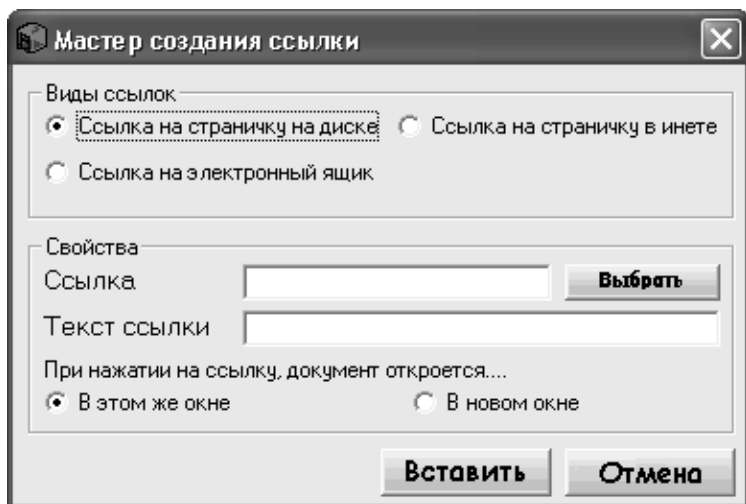 Мастер создания ссылки
Виды ссылок
Ссылка на страничку на диске Ссылка на страничку в инете
Ссылка на электронный ящик
Свойства
Ссылка Выбрать
Текст ссылки
При нажатии на ссылку, документ откроется....
В этом же окне В новом окне
Вставить Отмена